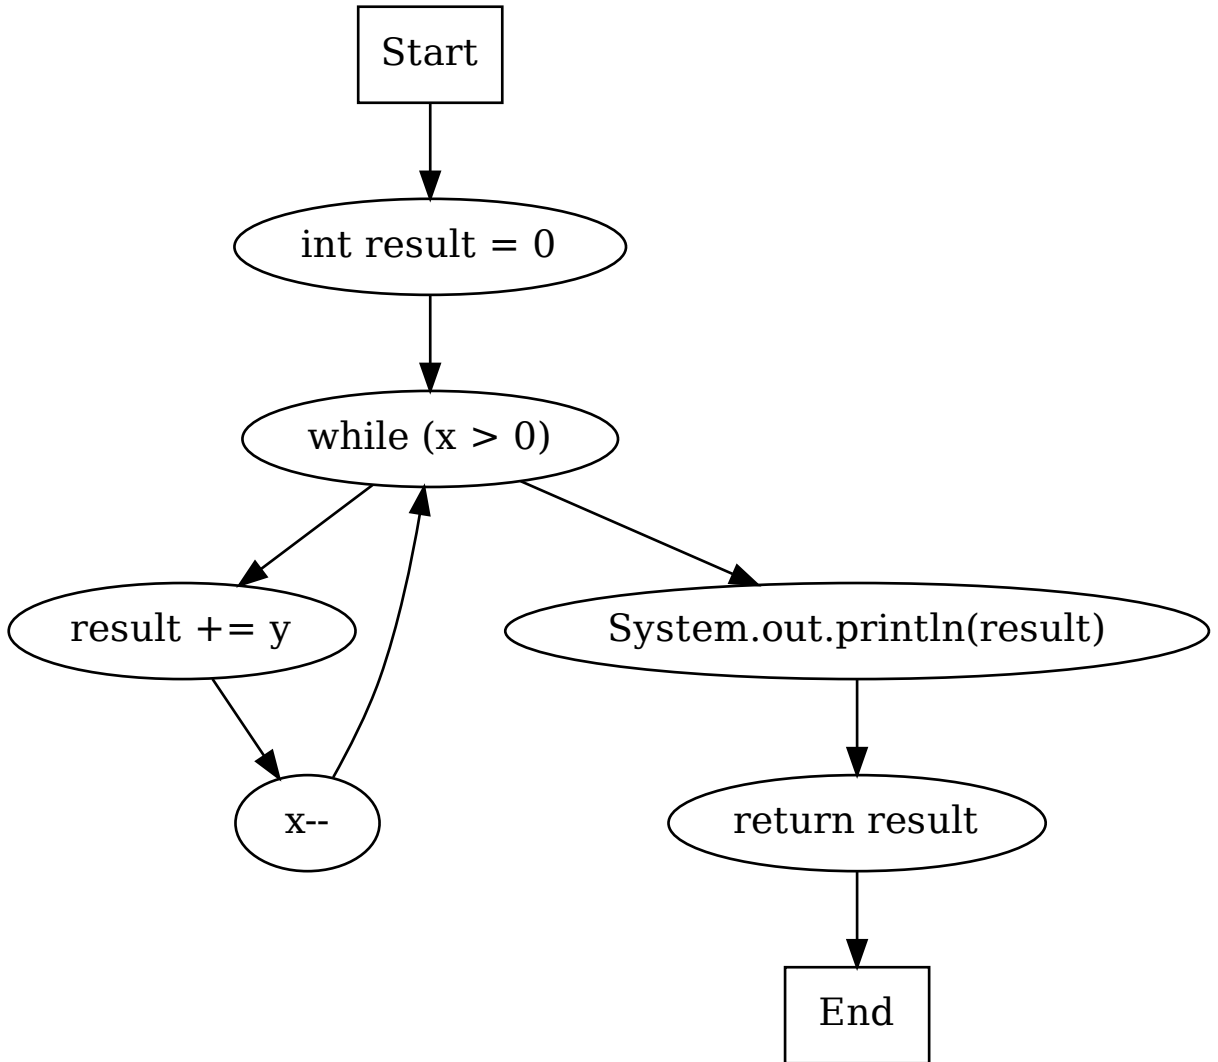 Start
int result = 0
while (x > 0)
result += y
System.out.println(result)
x--
return result
End